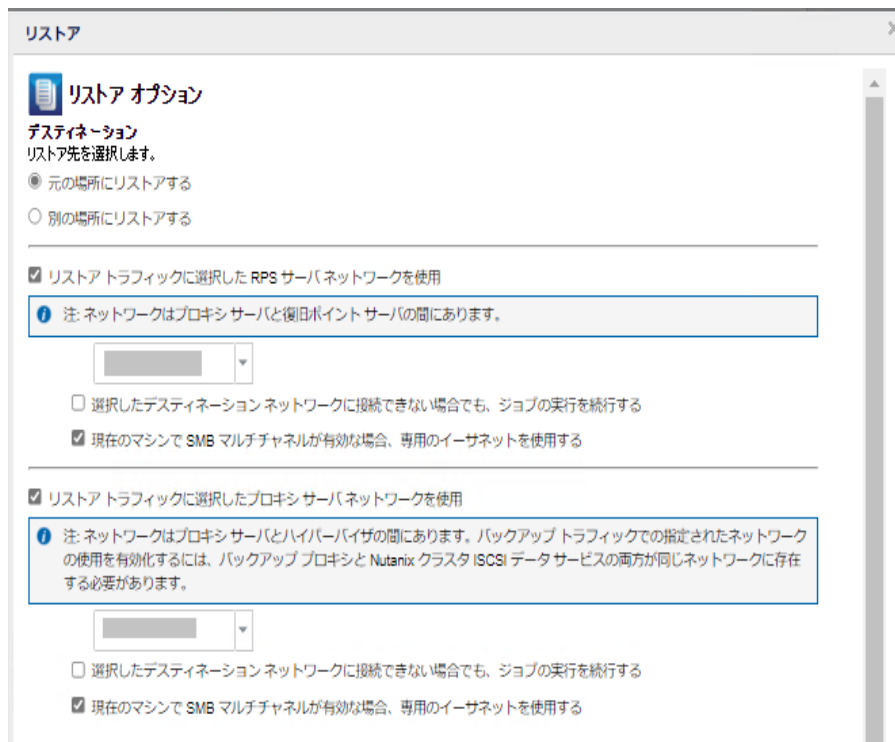 リストア
リストア オプション
デスティネーション
リストア先を選択します。
元の場所にリストアする
別の場所にリストアする
リストア トラフィックに選択した RPS サーバ ネットワークを使用
注: ネットワークはプロキシ サーバと復旧ポイント サーバの間にあります。
選択したデスティネーション ネットワークに接続できない場合でも、ジョブの実行を続行する
現在のマシンで SMB マルチチャネルが有効な場合、専用のイーサネットを使用する
リストア トラフィックに選択したプロキシ サーバ ネットワークを使用
注: ネットワークはプロキシ サーバとハイパーバイザの間にあります。バックアップ トラフィックでの指定されたネットワーク
の使用を有効化するには、バックアップ プロキシと Nutanix クラスタ ISCSI データ サービスの両方が同じネットワークに存在
する必要があります。
選択したデスティネーション ネットワークに接続できない場合でも、ジョブの実行を続行する
現在のマシンで SMB マルチチャネルが有効な場合、専用のイーサネットを使用する